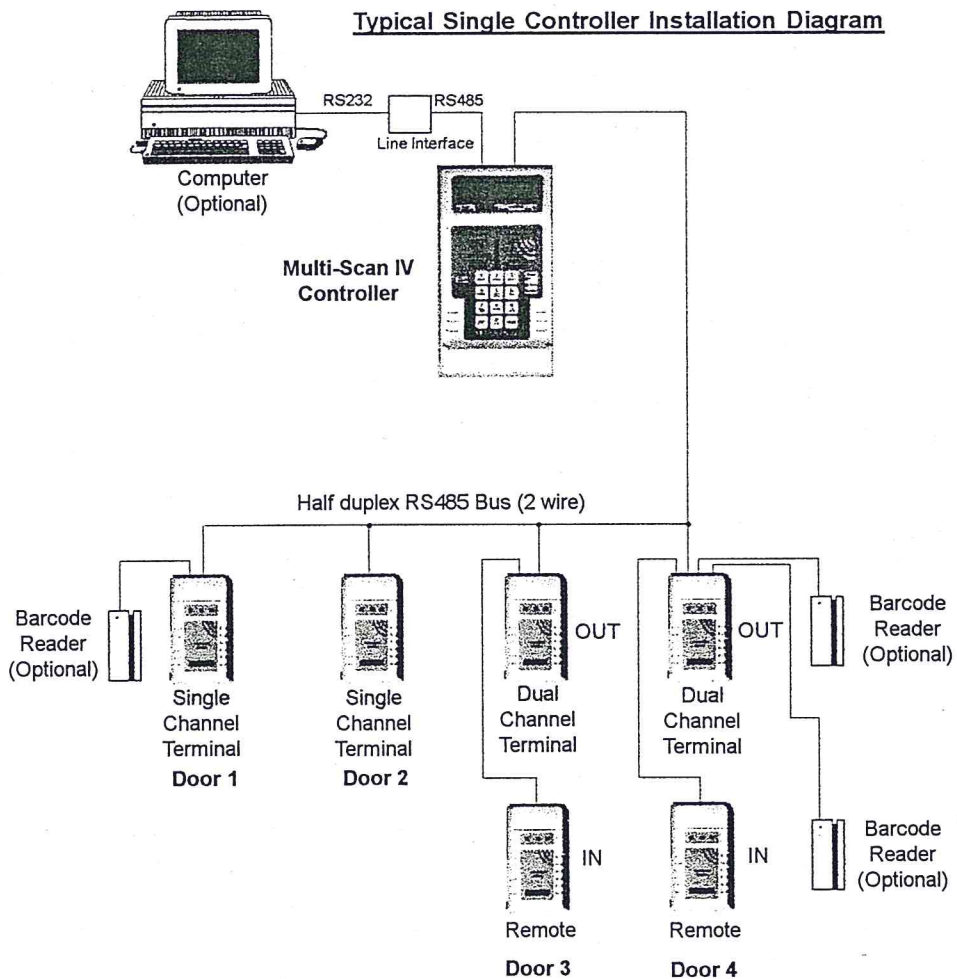 Typical Single Controller Installation Diagram
RS232
RS485
Line Interface
Computer
(Optional)
Multi-Scan IV
Controller
Half duplex RS485 Bus (2 wire)
Barcode
Reader
(Optional)
Single
Channel
Terminal
Door 1
Single
Channel
Terminal
Door 2
OUT
Dual
Channel
Terminal
OUT
Dual
Channel
Terminal
Barcode
Reader
(Optional)
IN
Remote
Door 3
IN
Remote
Door 4
Barcode
Reader
(Optional)